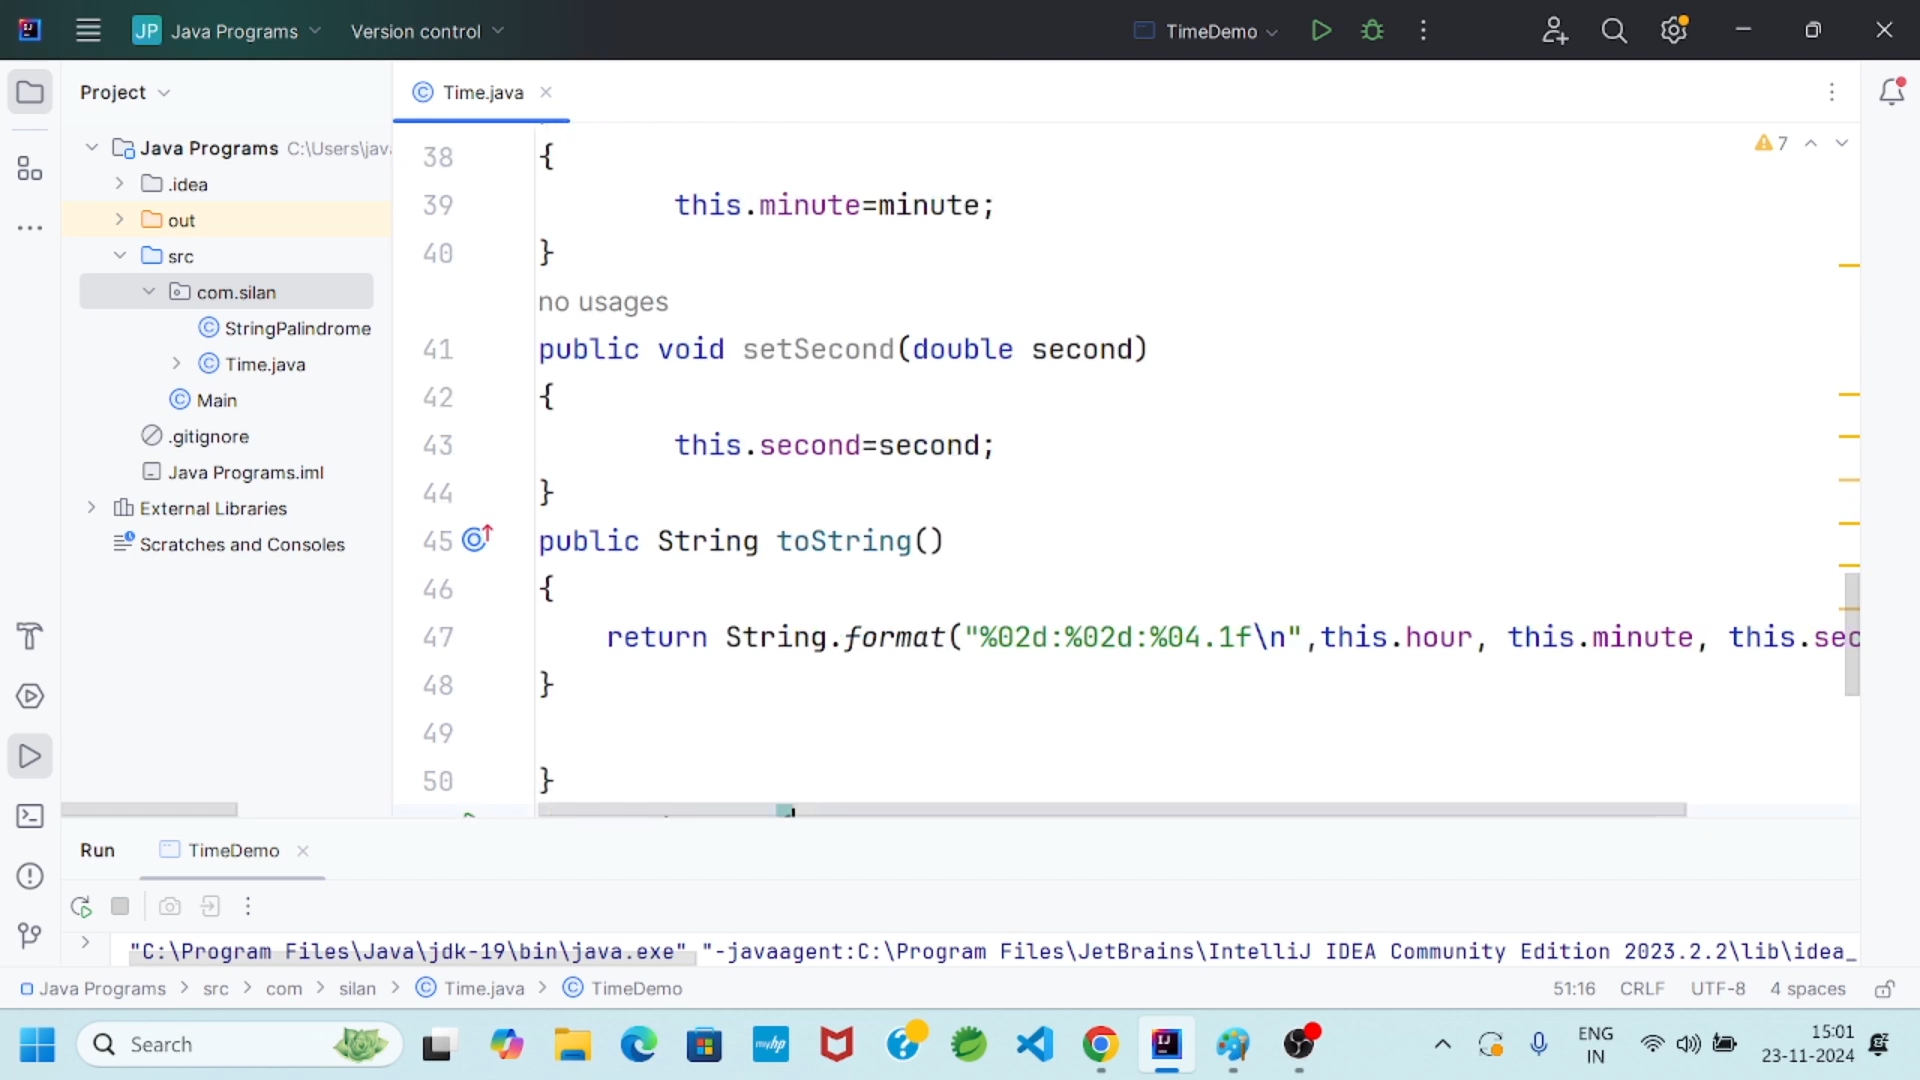 JP Java Programs Version control TimeDemo
Project
Time.java
Java Programs C:\Users\jav
.idea
out
src
com.silan
StringPalindrome
Time.java
Main
.gitignore
Java Programs.iml
External Libraries
Scratches and Consoles
7
38 {
39 this.minute=minute;
40 }
no usages
41 public void setSecond(double second)
42 {
43 this.second=second;
44 }
45 public String toString()
46 {
47 return String.format("%02d:%02d:%04.1f\n",this.hour, this.minute, this.sec
48 }
49
50 }
Run TimeDemo
"C:\Program Files\Java\jdk-19\bin\java.exe" "-javaagent:C:\Program Files\JetBrains\IntelliJ IDEA Community Edition 2023.2.2\lib\idea_
Java Programs > src > com > silan > Time.java > TimeDemo 51:16 CRLF UTF-8 4 spaces
Search
myhp
ENG
IN
15:01
23-11-2024